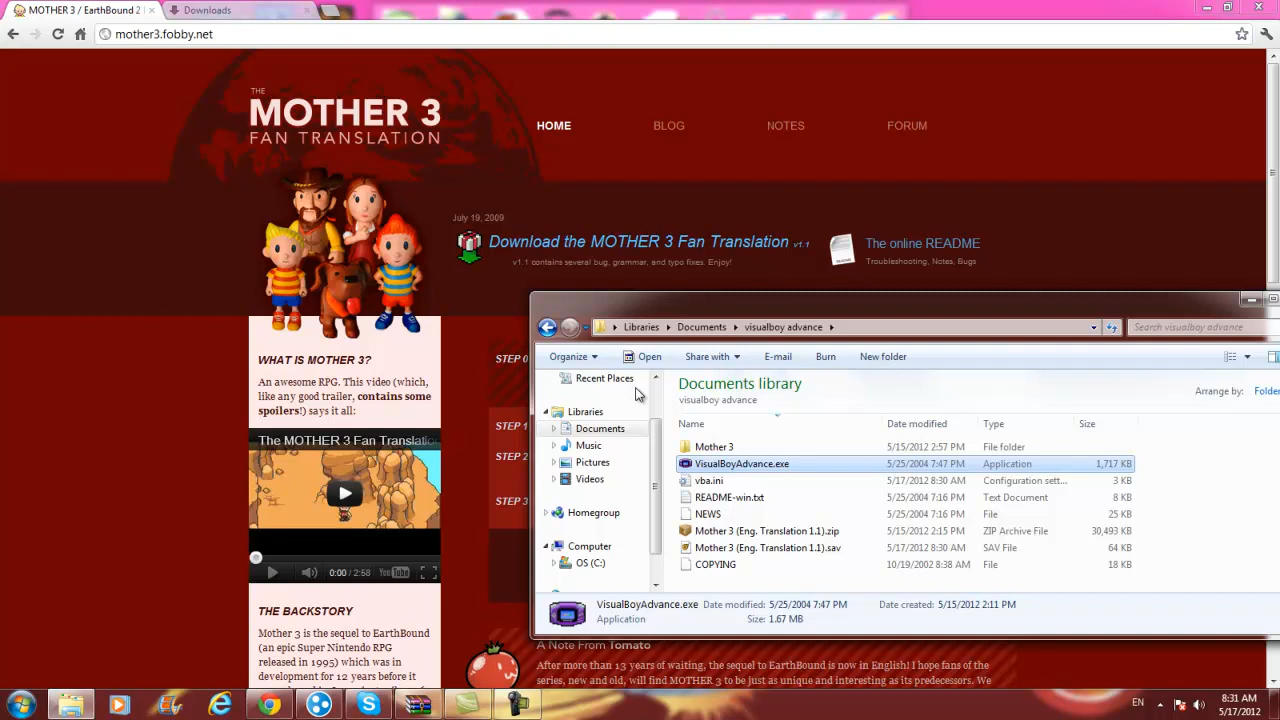 MOTHER 3 / EarthBound 2
Downloads
mother3.fobby.net
THE
MOTHER 3
FAN TRANSLATION
HOME
BLOG
NOTES
FORUM
July 19, 2009
Download the MOTHER 3 Fan Translation v1.1
v1.1 contains several bug, grammar, and typo fixes. Enjoy!
The online README
Troubleshooting, Notes, Bugs
WHAT IS MOTHER 3?
An awesome RPG. This video (which,
like any good trailer, contains some
spoilers!) says it all:
The MOTHER 3 Fan Translatio
0:00 / 2:58
YouTube
THE BACKSTORY
Mother 3 is the sequel to EarthBound
(an epic Super Nintendo RPG
released in 1995) which was in
development for 12 years before it
STEP 0
STEP 1
STEP 2
STEP 3
Libraries
Documents
visualboy advance
Search visualboy advance
Organize
Open
Share with
E-mail
Burn
New folder
Recent Places
Libraries
Documents
Music
Pictures
Videos
Homegroup
Computer
OS (C:)
Documents library
visualboy advance
Arrange by:
Folder
Name
Date modified
Type
Size
Mother 3 5/15/2012 2:57 PM File folder
VisualBoyAdvance.exe 5/25/2004 7:47 PM Application 1,717 KB
vba.ini 5/17/2012 8:30 AM Configuration sett... 3 KB
README-win.txt 5/25/2004 7:16 PM Text Document 8 KB
NEWS 5/25/2004 7:16 PM File 25 KB
Mother 3 (Eng. Translation 1.1).zip 5/15/2012 2:15 PM ZIP Archive File 30,493 KB
Mother 3 (Eng. Translation 1.1).sav 5/17/2012 8:30 AM SAV File 64 KB
COPYING 10/19/2002 8:38 AM File 18 KB
VisualBoyAdvance.exe Date modified: 5/25/2004 7:47 PM Date created: 5/15/2012 2:11 PM
Application Size: 1.67 MB
A Note From Tomato
After more than 13 years of waiting, the sequel to EarthBound is now in English! I hope fans of the
series, new and old, will find MOTHER 3 to be just as unique and interesting as its predecessors. We
EN
8:31 AM
5/17/2012